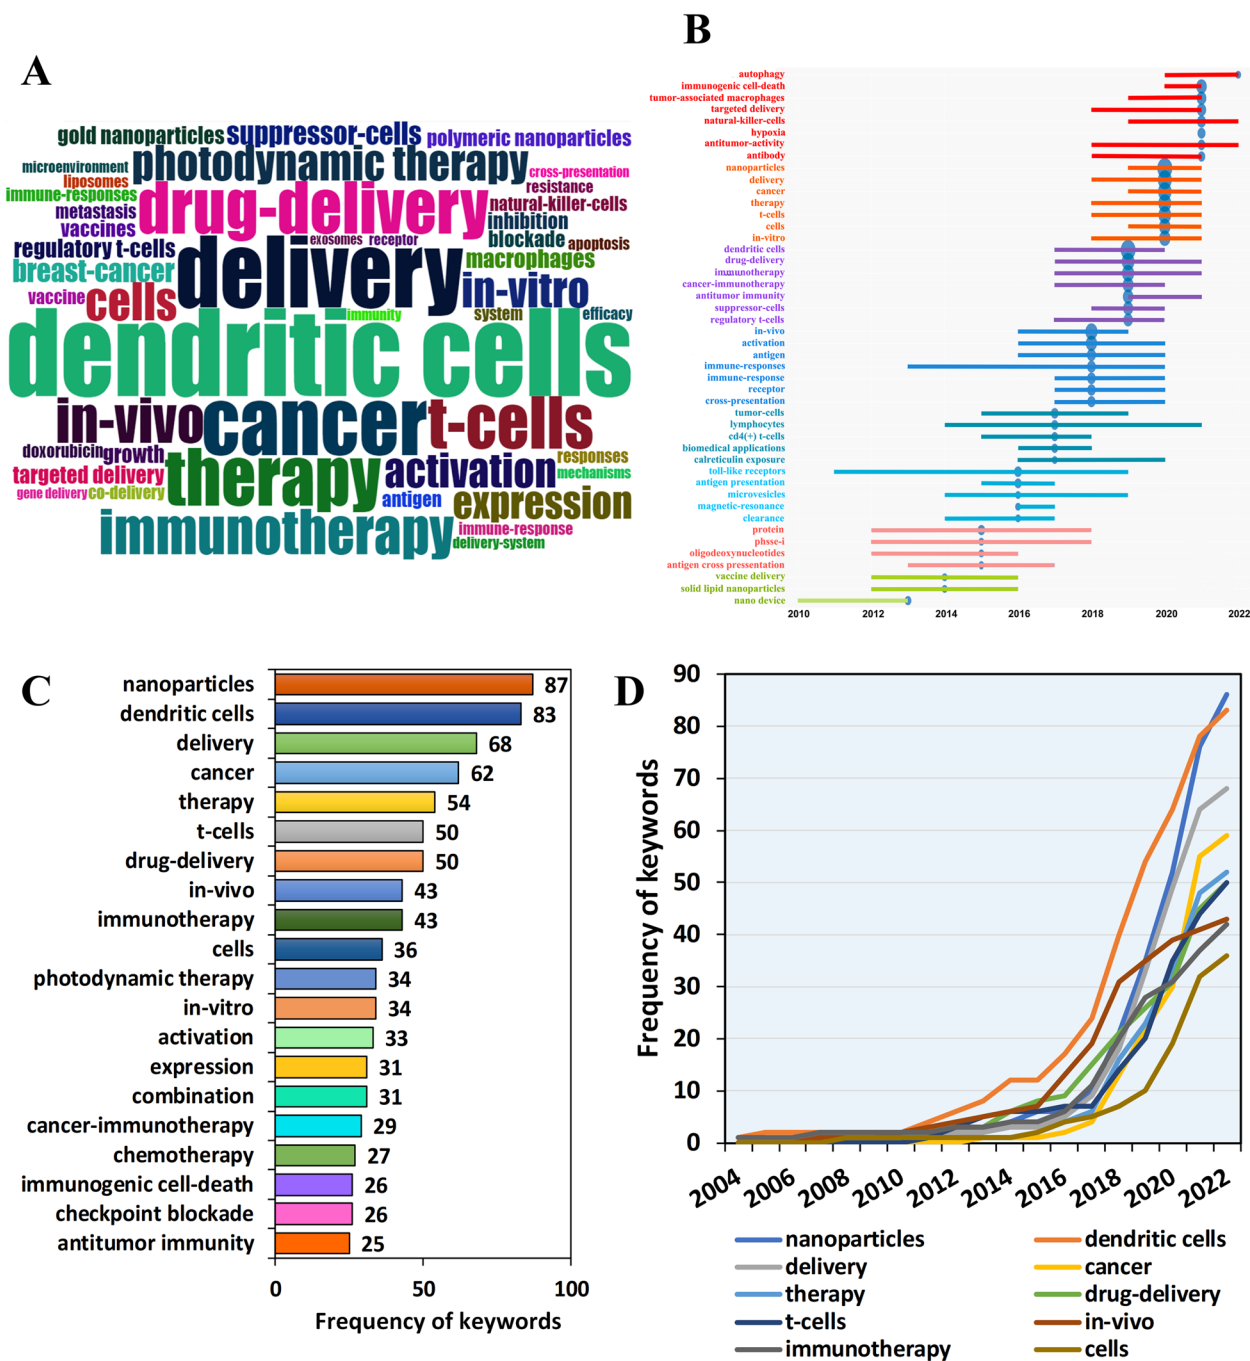 A
gold nanoparticles suppressor-cells polymeric nanoparticles
microenvironment photodynamic therapy cross-presentation
liposomes resistance
immune-responses drug-delivery natural-killer-cells
metastasis inhibition
vaccines exosomes receptor blockade apoptosis
regulatory t-cells delivery macrophages
breast-cancer in-vitro
vaccine cells immunity system efficacy
dendritic cells
in-vivo cancer t-cells
doxorubicin growth responses
targeted delivery therapy activation mechanisms
gene delivery co-delivery antigen expression
immunotherapy immune-response
delivery-system
B
autophagy
immunogenic cell-death
tumor-associated macrophages
targeted delivery
natural-killer-cells
hypoxia
antitumor-activity
antibody
nanoparticles
delivery
cancer
therapy
t-cells
cells
in-vitro
dendritic cells
drug-delivery
immunotherapy
cancer-immunotherapy
antitumor immunity
suppressor-cells
regulatory t-cells
in-vivo
activation
antigen
immune-responses
immune-response
receptor
cross-presentation
tumor-cells
lymphocytes
cd4(+) t-cells
biomedical applications
calreticulin exposure
toll-like receptors
antigen presentation
microvesicles
magnetic-resonance
clearance
protein
phsse-i
oligodeoxynucleotides
antigen cross pressentation
vaccine delivery
solid lipid nanoparticles
nano device
2010 2012 2014 2016 2018 2020 2022
C
nanoparticles 87
dendritic cells 83
delivery 68
cancer 62
therapy 54
t-cells 50
drug-delivery 50
in-vivo 43
immunotherapy 43
cells 36
photodynamic therapy 34
in-vitro 34
activation 33
expression 31
combination 31
cancer-immunotherapy 29
chemotherapy 27
immunogenic cell-death 26
checkpoint blockade 26
antitumor immunity 25
0 50 100
Frequency of keywords
D
Frequency of keywords
90
80
70
60
50
40
30
20
10
0
2004 2006 2008 2010 2012 2014 2016 2018 2020 2022
nanoparticles dendritic cells
delivery cancer
therapy drug-delivery
t-cells in-vivo
immunotherapy cells